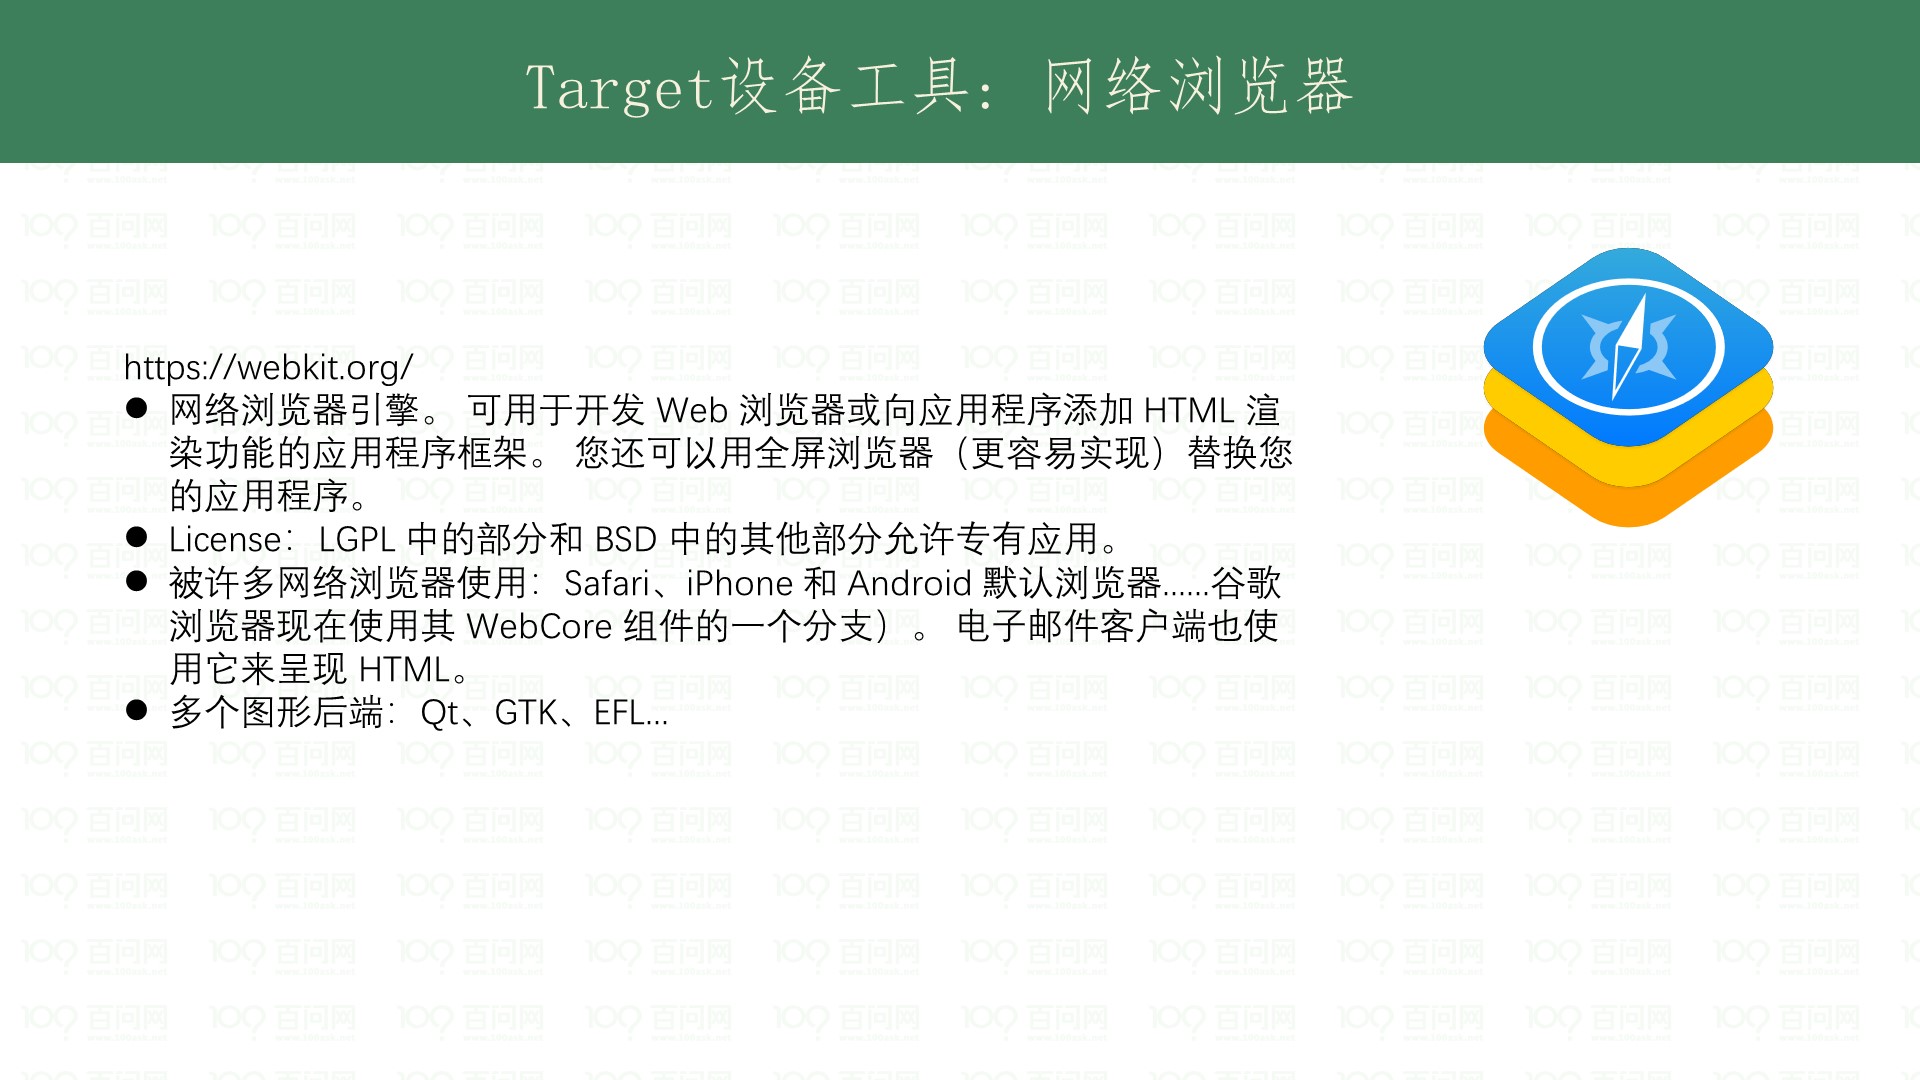 Target设备工具：网络浏览器
https://webkit.org/
● 网络浏览器引擎。 可用于开发 Web 浏览器或向应用程序添加 HTML 渲
染功能的应用程序框架。 您还可以用全屏浏览器（更容易实现）替换您
的应用程序。
● License： LGPL 中的部分和 BSD 中的其他部分允许专有应用。
● 被许多网络浏览器使用： Safari、iPhone 和 Android 默认浏览器......谷歌
浏览器现在使用其 WebCore 组件的一个分支）。 电子邮件客户端也使
用它来呈现 HTML。
● 多个图形后端： Qt、GTK、EFL...